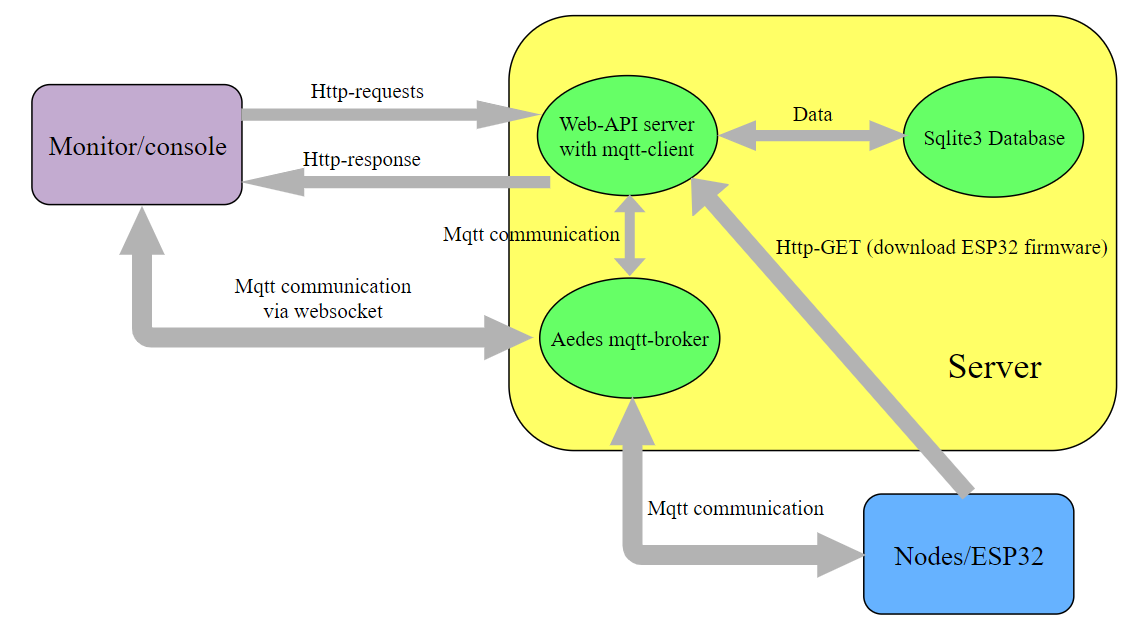 Http-requests
Monitor/console
Http-response
Web-API server
with mqtt-client
Data
Sqlite3 Database
Mqtt communication
Http-GET (download ESP32 firmware)
Mqtt communication
via websocket
Aedes mqtt-broker
Server
Mqtt communication
Nodes/ESP32